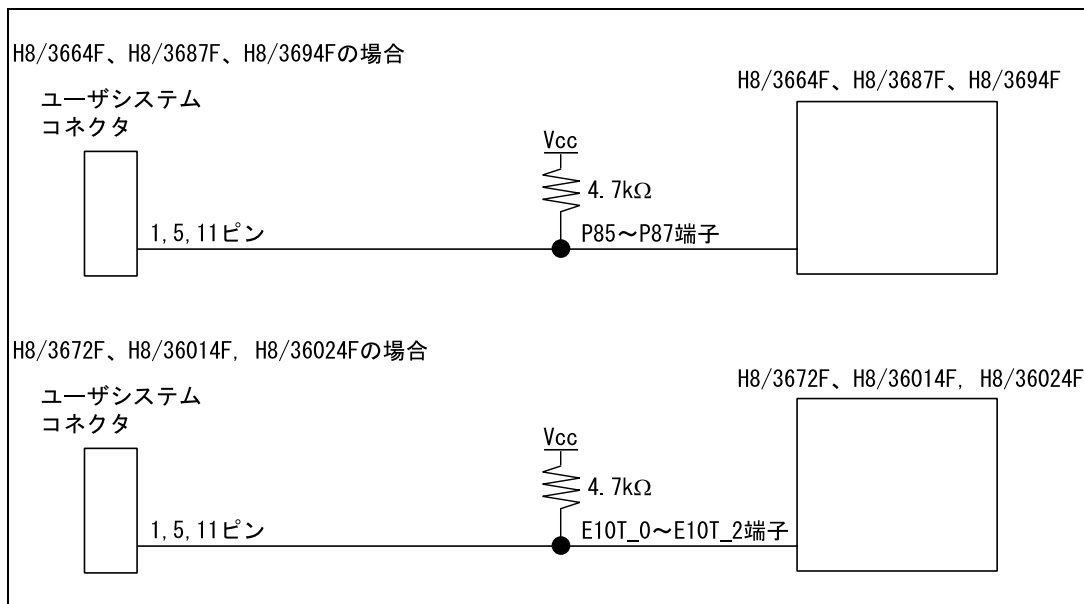 H8/3664F、H8/3687F、H8/3694Fの場合
H8/3664F、H8/3687F、H8/3694F
ユーザシステム
コネクタ
Vcc
4.7kΩ
1,5,11ピン
P85～P87端子
H8/3672F、H8/36014F, H8/36024Fの場合
H8/3672F、H8/36014F, H8/36024F
ユーザシステム
コネクタ
Vcc
4.7kΩ
1,5,11ピン
E10T_0～E10T_2端子